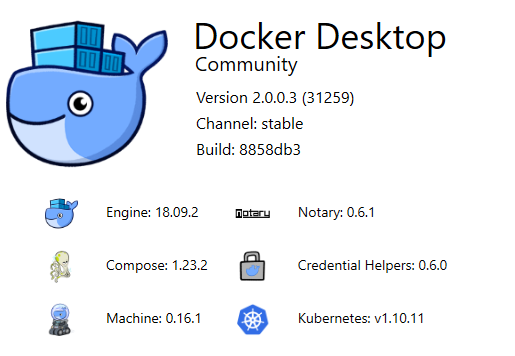 Docker Desktop
Community
Version 2.0.0.3 (31259)
Channel: stable
Build: 8858db3
Engine: 18.09.2
notary
Notary: 0.6.1
Compose: 1.23.2
Credential Helpers: 0.6.0
Machine: 0.16.1
Kubernetes: v1.10.11